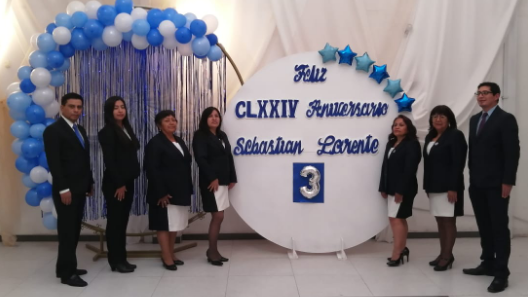 Feliz
CLXXIV Aniversario
Sebastian Lorente
3